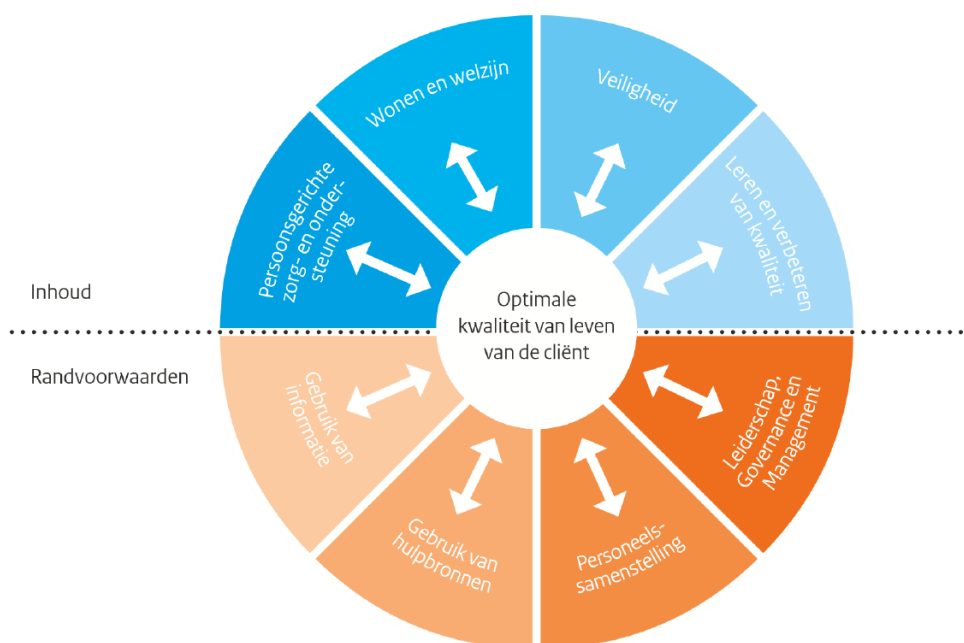 Wonen en welzijn
Veiligheid
Persoonsgerichte
zorg- en onder-
steuning
Leren en verbeteren
van kwaliteit
Inhoud
Optimale
kwaliteit van leven
van de cliënt
Randvoorwaarden
Gebruik van
informatie
Leiderschap,
Governance en
Management
Gebruik van
hulpbronnen
Personeels-
samenstelling